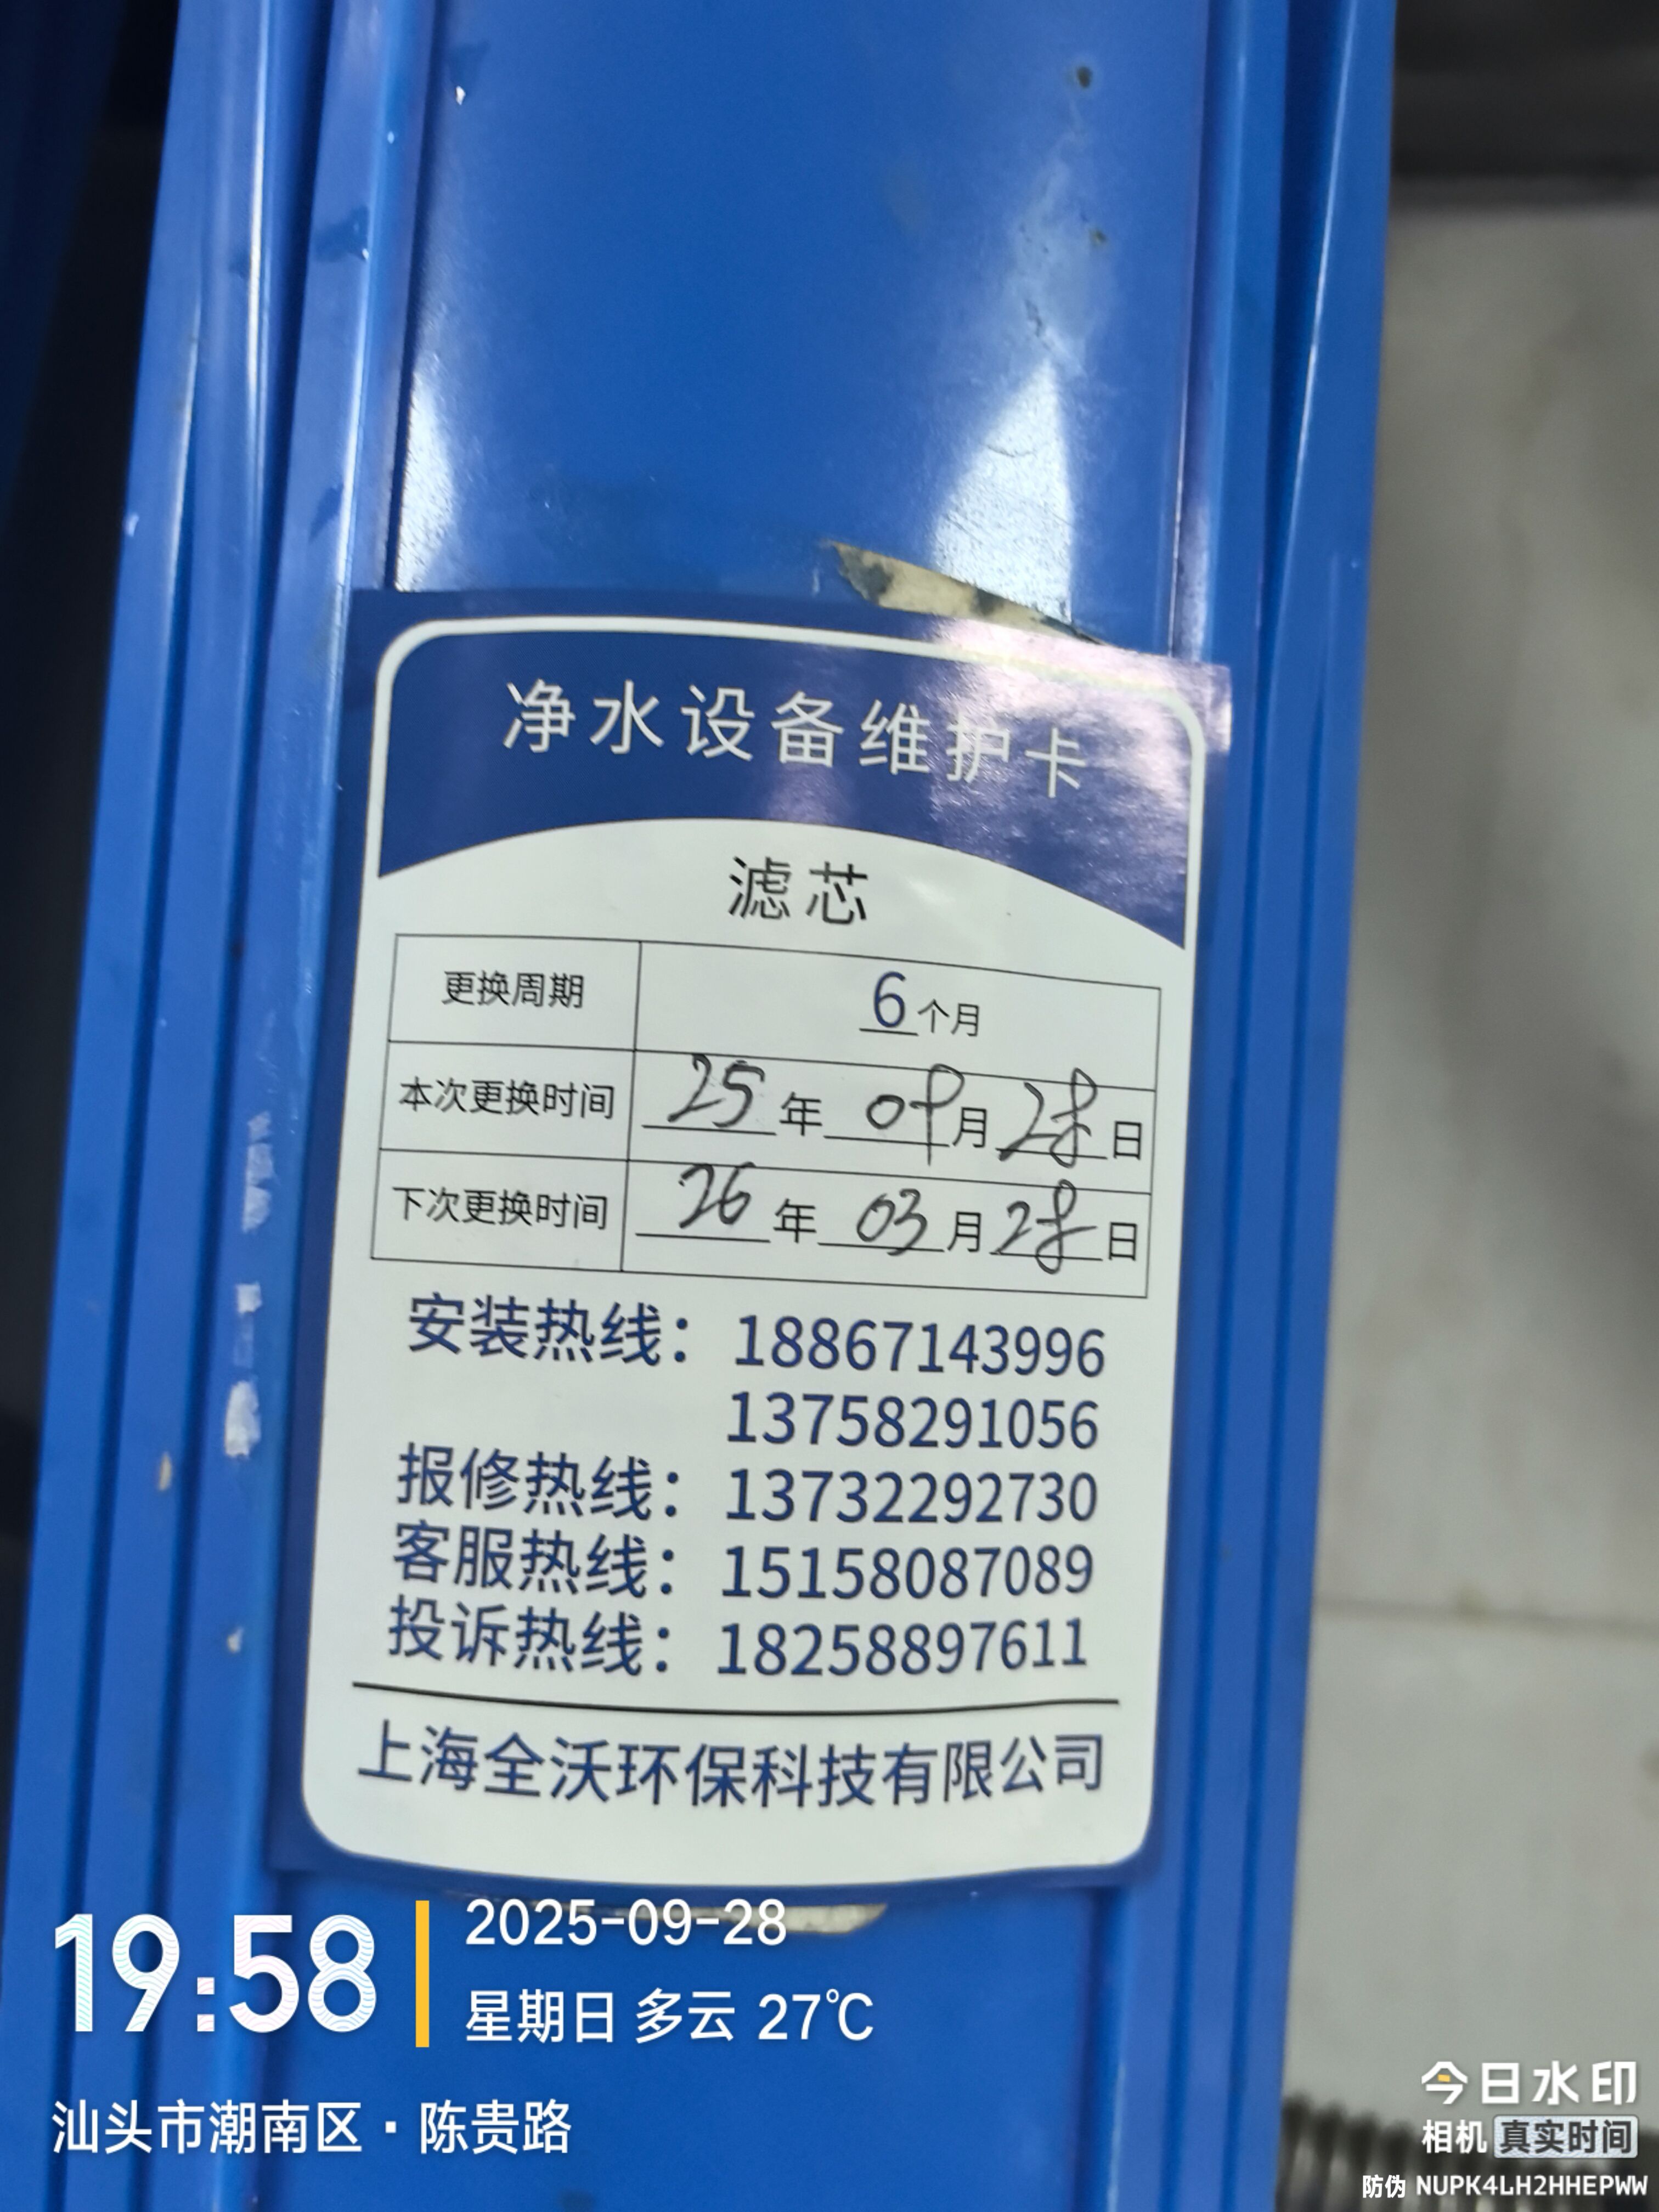 净水设备维护卡
滤芯
更换周期 6个月
本次更换时间 25年09月28日
下次更换时间 26年03月28日
安装热线：18867143996
13758291056
报修热线：13732292730
客服热线：15158087089
投诉热线：18258897611
上海全沃环保科技有限公司
19:58
2025-09-28
星期日 多云 27℃
汕头市潮南区·陈贵路
今日水印
相机 真实时间
防伪 NUPK4LH2HHEPWW